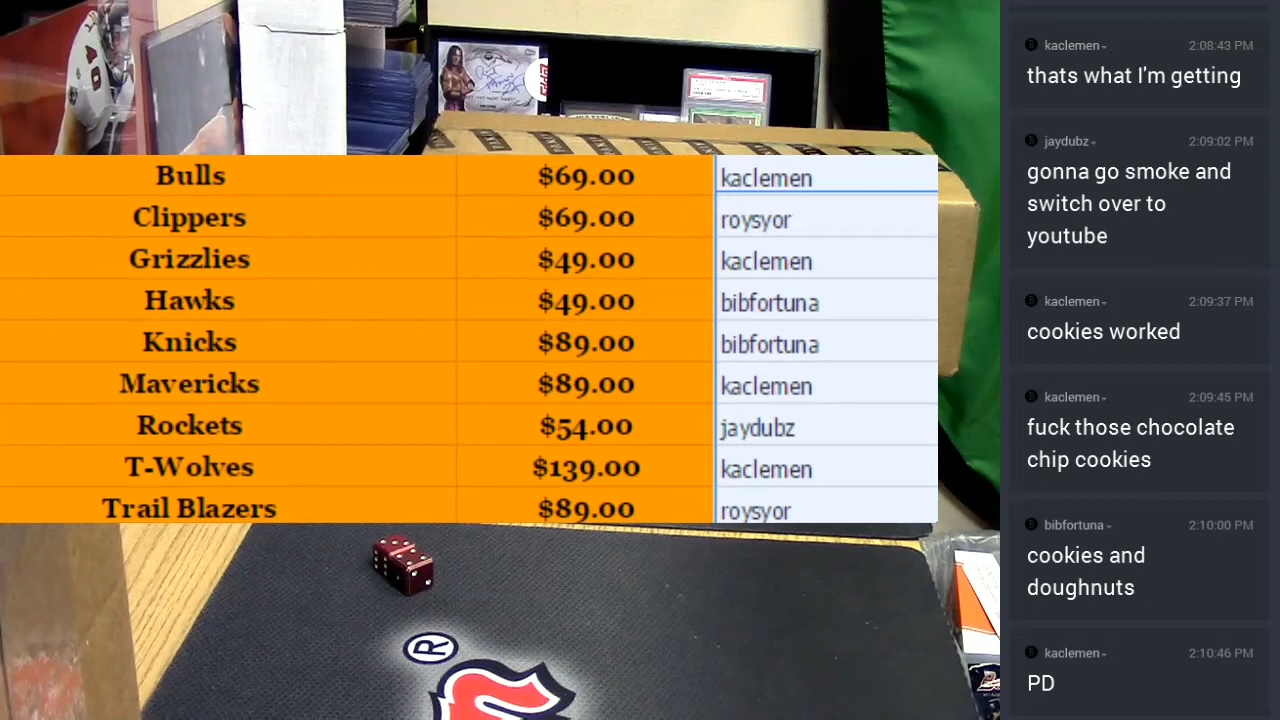 Bulls $69.00 kaclemen
Clippers $69.00 roysyor
Grizzlies $49.00 kaclemen
Hawks $49.00 bibfortuna
Knicks $89.00 bibfortuna
Mavericks $89.00 kaclemen
Rockets $54.00 jaydubz
T-Wolves $139.00 kaclemen
Trail Blazers $89.00 roysyor
®
kaclemen 2:08:43 PM
thats what I'm getting
jaydubz 2:09:02 PM
gonna go smoke and
switch over to
youtube
kaclemen 2:09:37 PM
cookies worked
kaclemen 2:09:45 PM
fuck those chocolate
chip cookies
bibfortuna 2:10:00 PM
cookies and
doughnuts
kaclemen 2:10:46 PM
PD